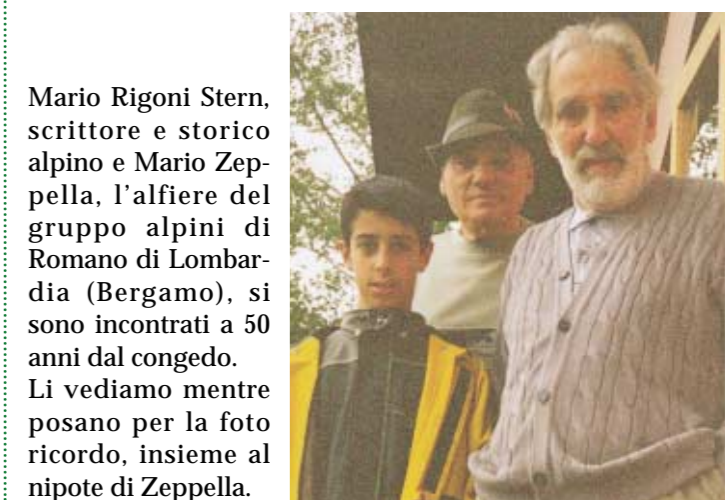 Mario Rigoni Stern,
scrittore e storico
alpino e Mario Zep-
pella, l'alfiere del
gruppo alpini di
Romano di Lombar-
dia (Bergamo), si
sono incontrati a 50
anni dal congedo.
Li vediamo mentre
posano per la foto
ricordo, insieme al
nipote di Zeppella.